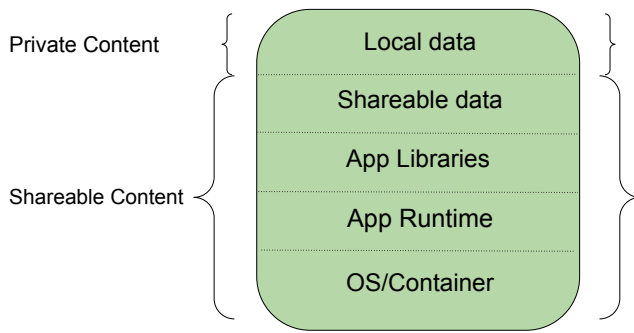 Private Content
Local data
Shareable data
App Libraries
Shareable Content
App Runtime
OS/Container